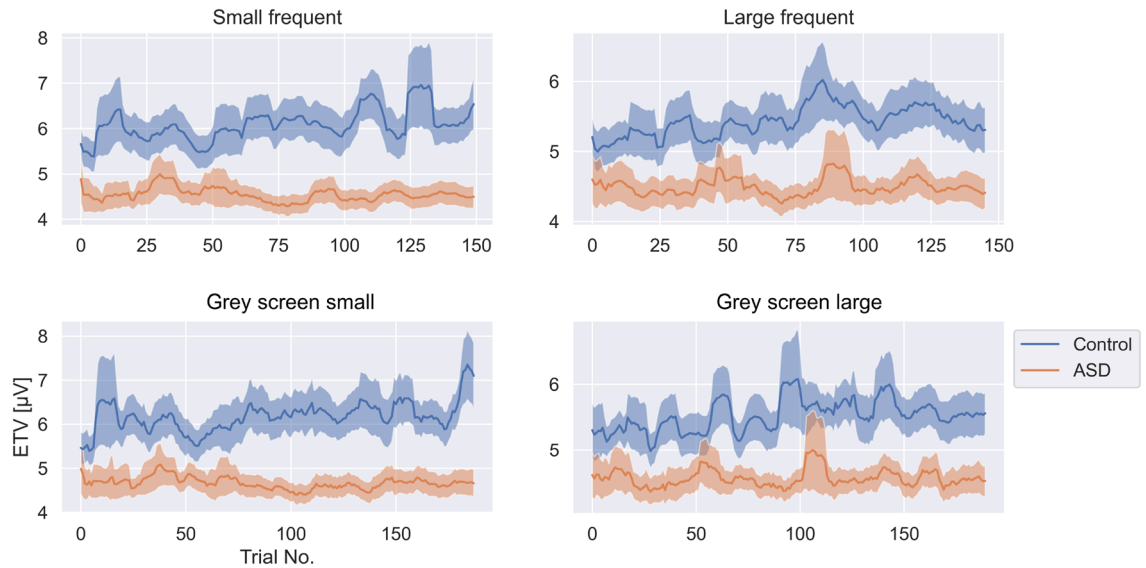 Small frequent
Large frequent
8
7
6
5
4
0 25 50 75 100 125 150
6
5
4
0 25 50 75 100 125 150
Grey screen small
Grey screen large
ETV [µV]
8
7
6
5
4
0 50 100 150
Trial No.
6
5
0 50 100 150
Control
ASD